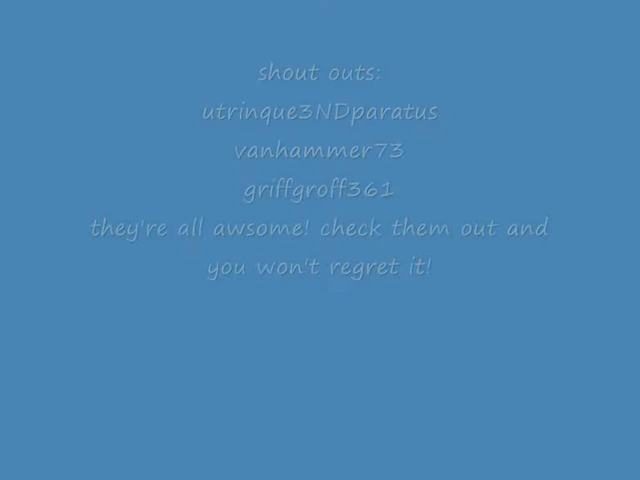 shout outs:
utrinque3NDparatus
vanhammer73
griffgroff361
they're all awsome! check them out and
you won't regret it!